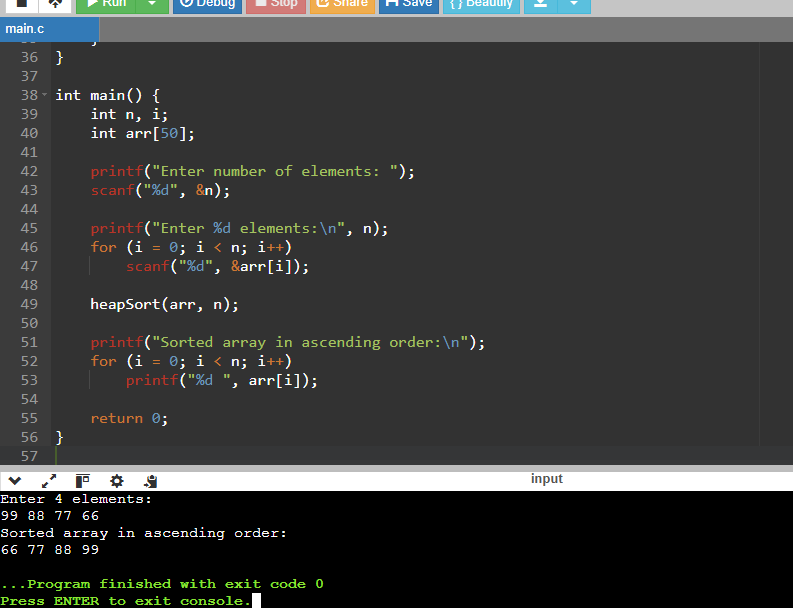 Run Debug Stop Share Save { } Beautify
main.c
36 }
37
38 int main() {
39 int n, i;
40 int arr[50];
41
42 printf("Enter number of elements: ");
43 scanf("%d", &n);
44
45 printf("Enter %d elements:\n", n);
46 for (i = 0; i < n; i++)
47 scanf("%d", &arr[i]);
48
49 heapSort(arr, n);
50
51 printf("Sorted array in ascending order:\n");
52 for (i = 0; i < n; i++)
53 printf("%d ", arr[i]);
54
55 return 0;
56 }
57
input
Enter 4 elements:
99 88 77 66
Sorted array in ascending order:
66 77 88 99
...Program finished with exit code 0
Press ENTER to exit console.